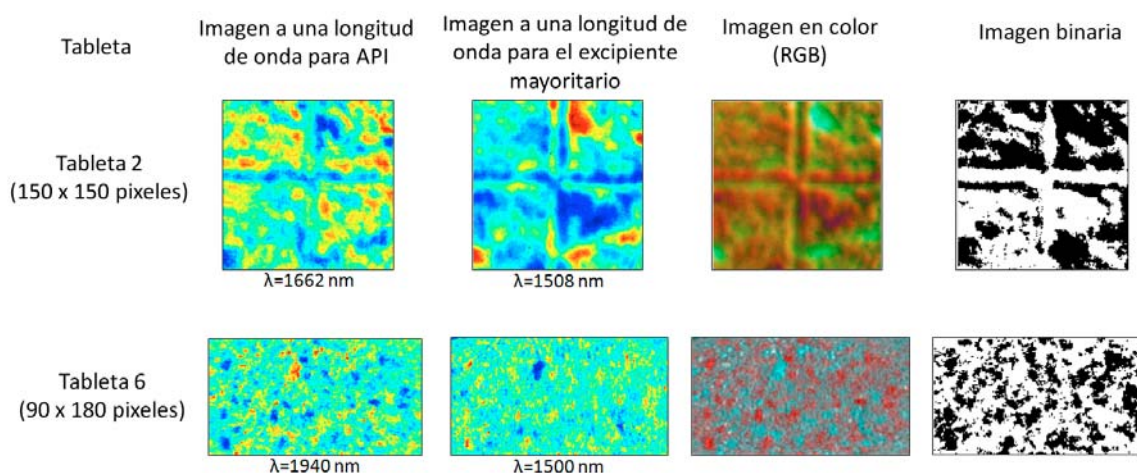 Tableta
Imagen a una longitud
de onda para API
Imagen a una longitud de
onda para el excipiente
mayoritario
Imagen en color
(RGB)
Imagen binaria
Tableta 2
(150 x 150 pixeles)
λ=1662 nm
λ=1508 nm
Tableta 6
(90 x 180 pixeles)
λ=1940 nm
λ=1500 nm